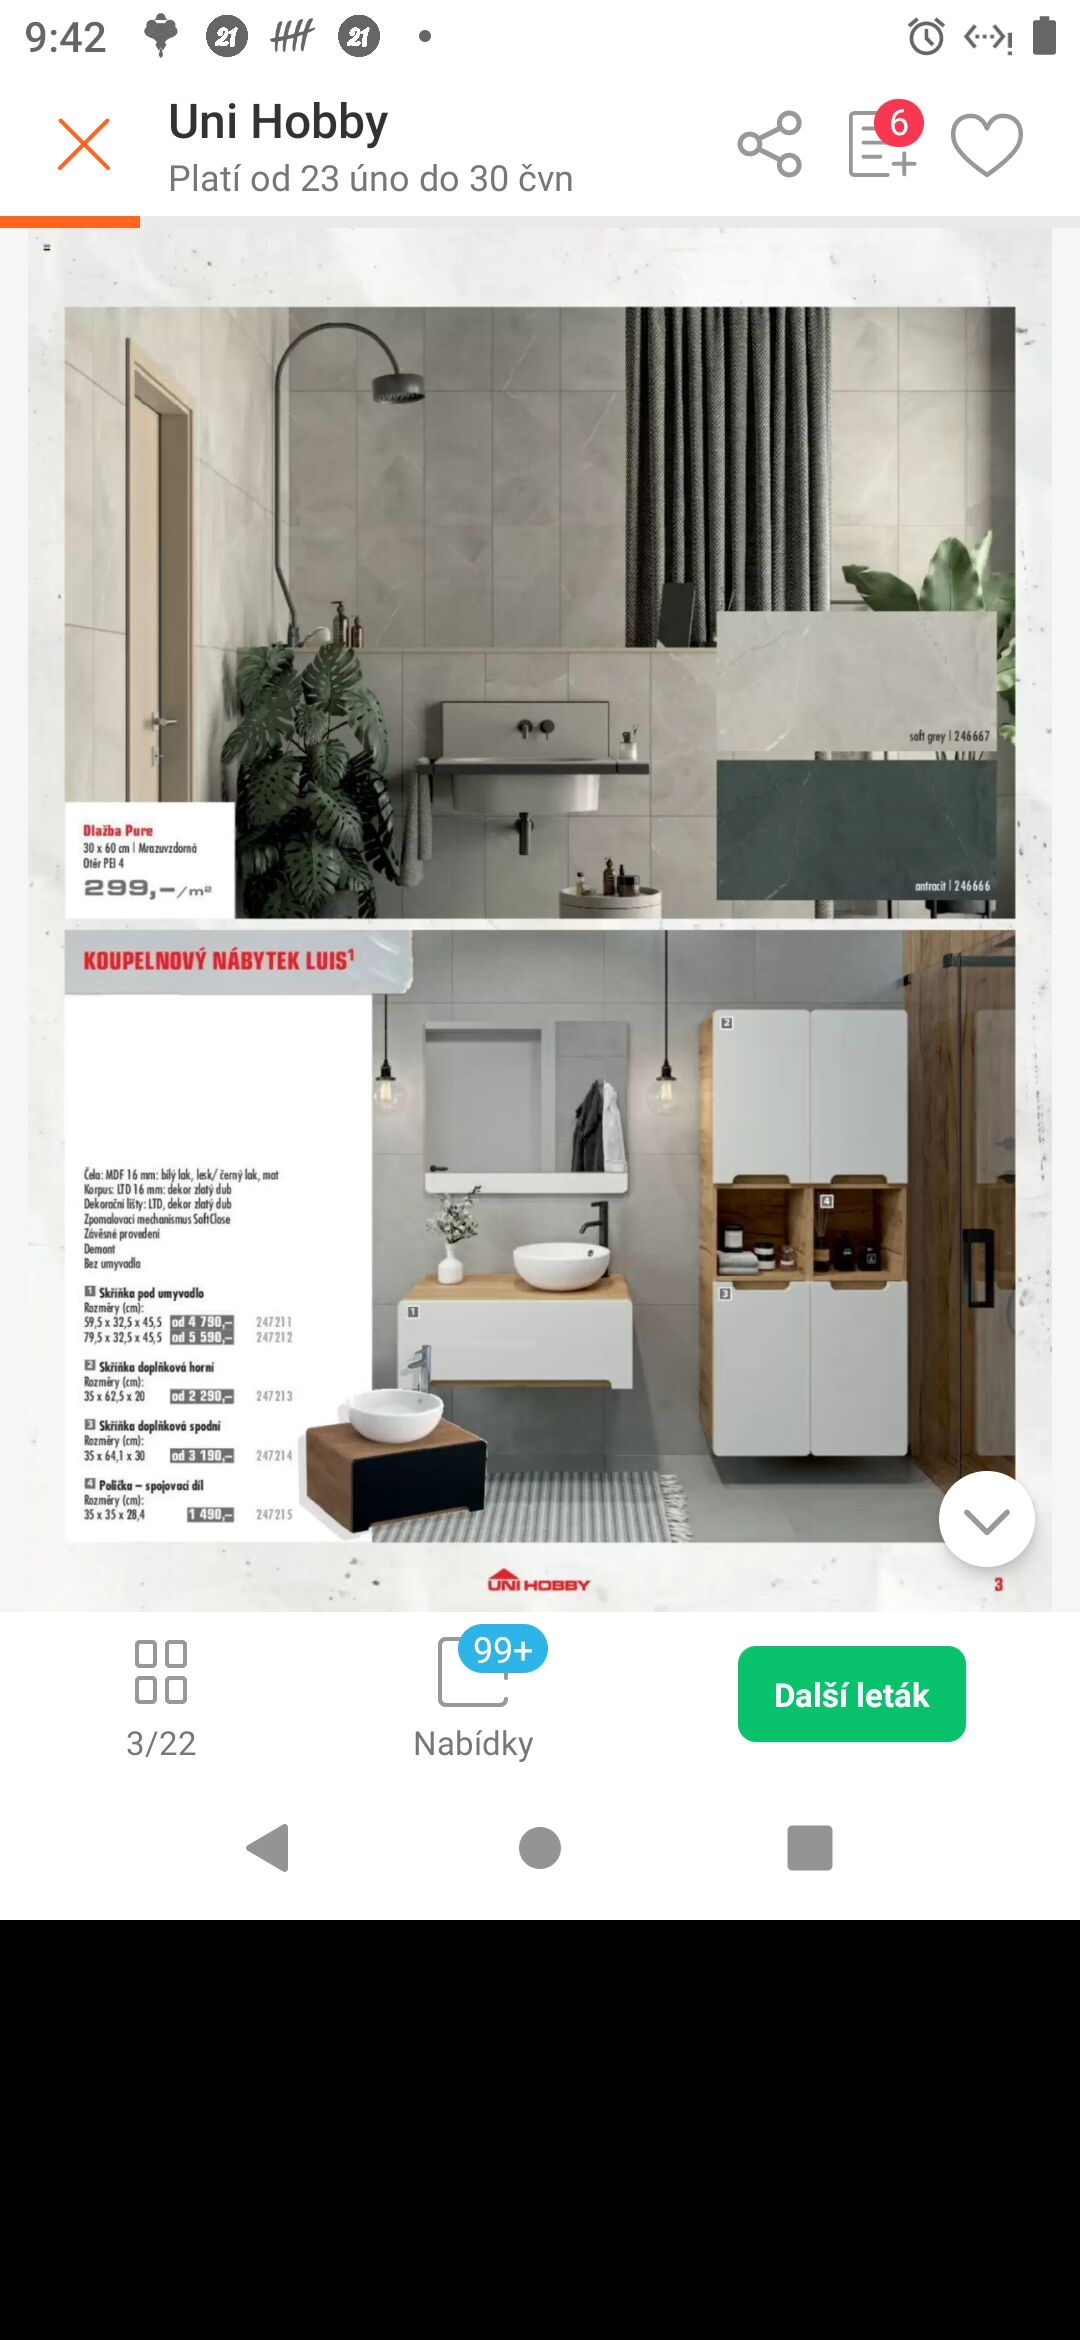 9:42
21
21
Uni Hobby
6
Platí od 23 úno do 30 čvn
soft grey | 246667
antracit | 246666
Dlažba Pure
30 x 60 cm | Mrazuvzdorná
Otěr PEI 4
299,–/m²
KOUPELNOVÝ NÁBYTEK LUIS¹
Čela: MDF 16 mm: bílý lak, lesk/ černý lak, mat
Korpus: LTD 16 mm: dekor zlatý dub
Dekorační lišty: LTD, dekor zlatý dub
Zpomalovací mechanismus SoftClose
Závěsné provedení
Demont
Bez umyvadla
1 Skříňka pod umyvadlo
Rozměry (cm):
59,5 x 32,5 x 45,5 od 4 790,– 247211
79,5 x 32,5 x 45,5 od 5 590,– 247212
2 Skříňka doplňková horní
Rozměry (cm):
35 x 62,5 x 20 od 2 290,– 247213
3 Skříňka doplňková spodní
Rozměry (cm):
35 x 64,1 x 30 od 3 190,– 247214
4 Polička – spojovací díl
Rozměry (cm):
35 x 35 x 28,4 1 490,– 247215
2
4
3
1
UNI HOBBY
3
3/22
99+
Nabídky
Další leták